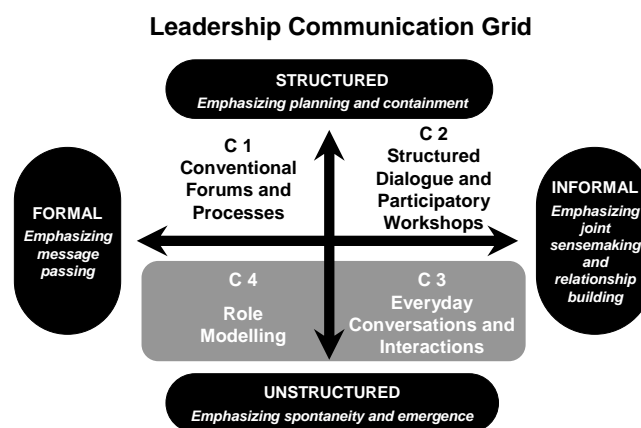 Leadership Communication Grid
STRUCTURED
Emphasizing planning and containment
C 1
Conventional
Forums and
Processes
C 2
Structured
Dialogue and
Participatory
Workshops
FORMAL
Emphasizing
message
passing
INFORMAL
Emphasizing
joint
sensemaking
and
relationship
building
C 4
Role
Modelling
C 3
Everyday
Conversations and
Interactions
UNSTRUCTURED
Emphasizing spontaneity and emergence